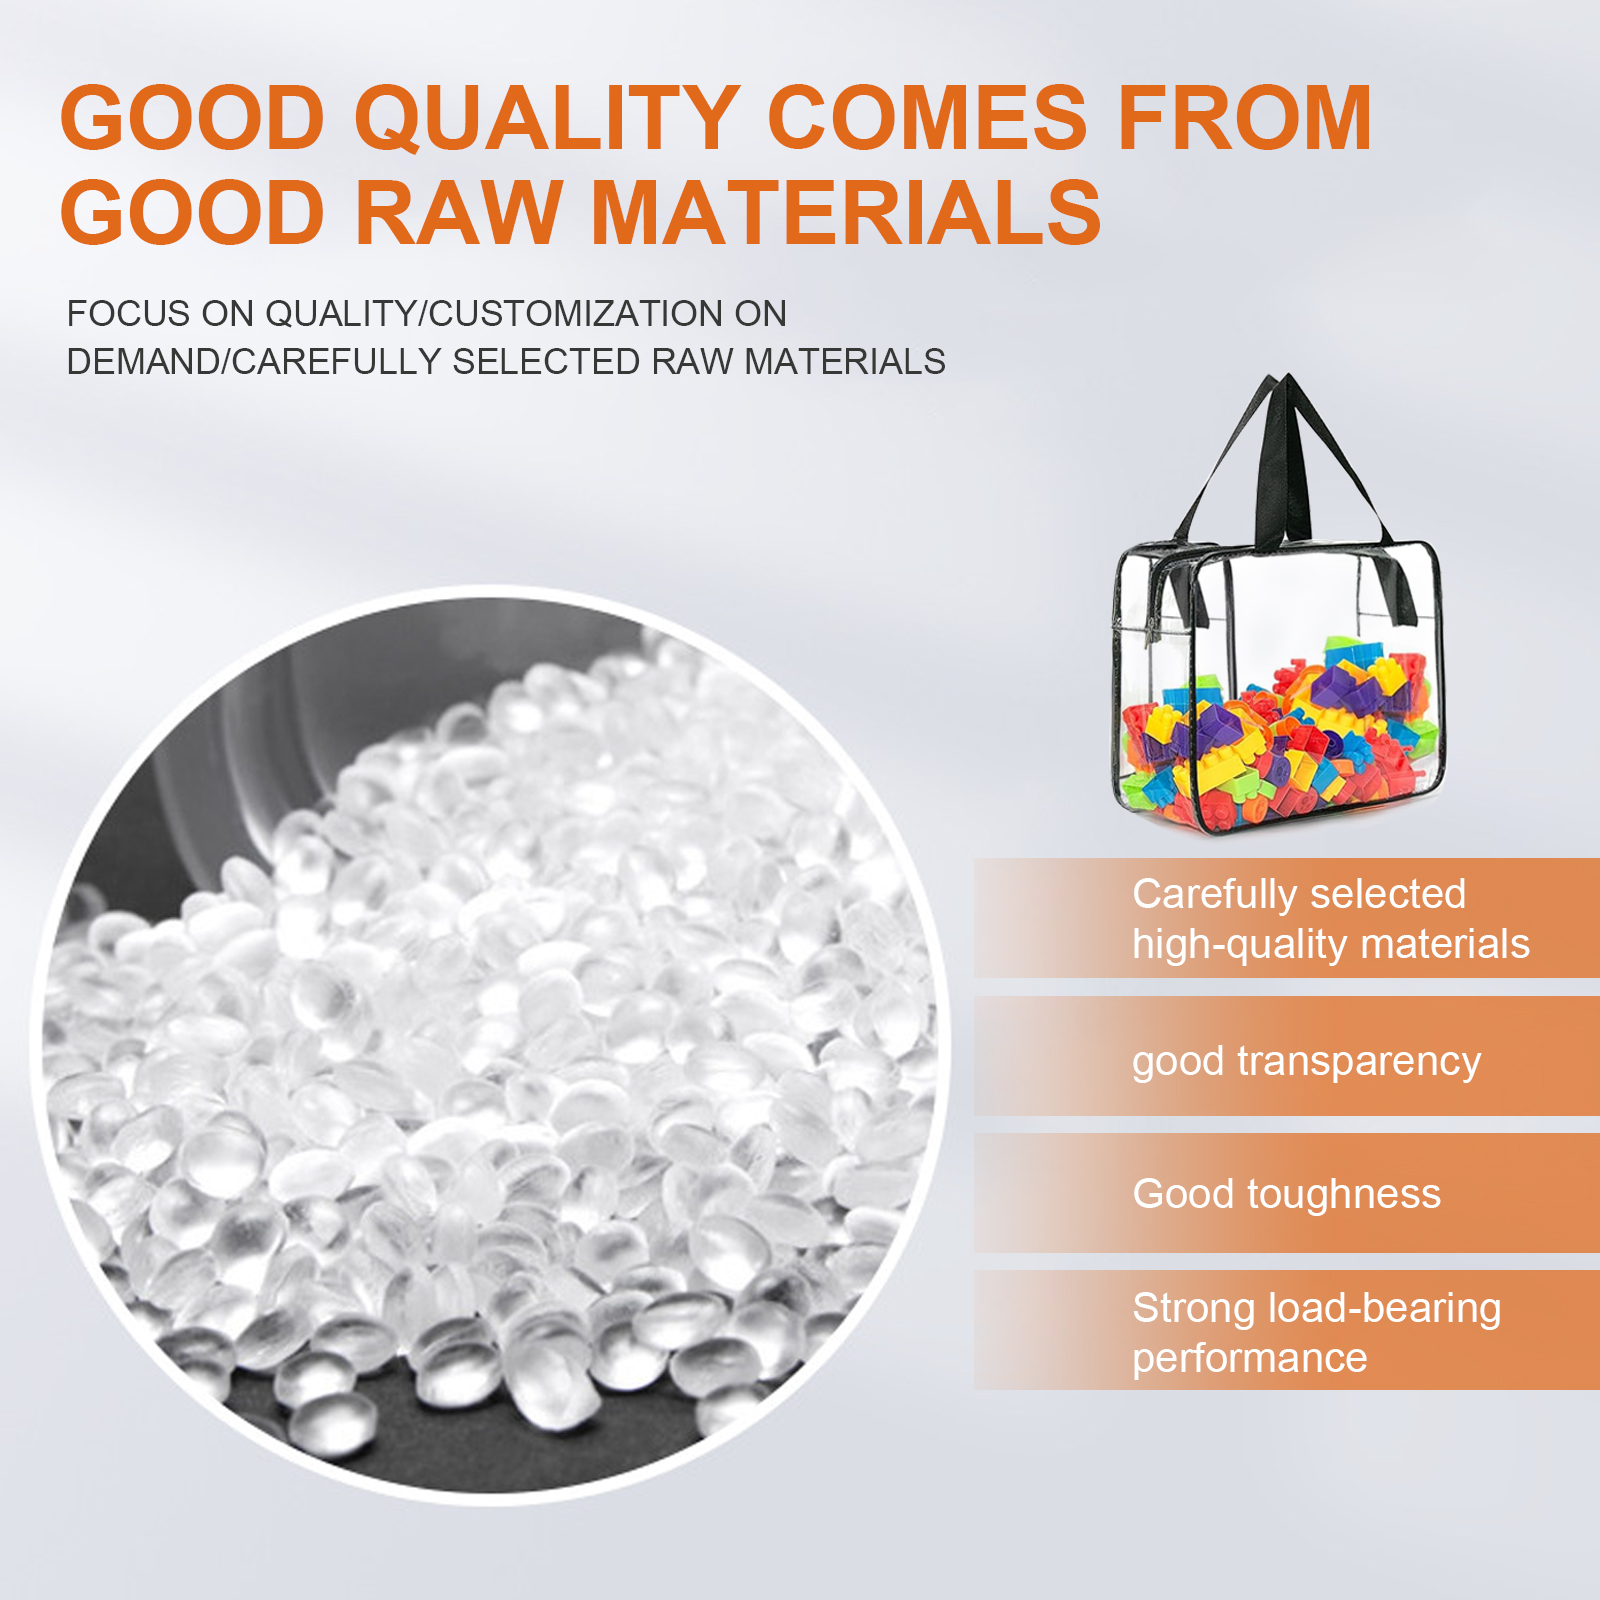 GOOD QUALITY COMES FROM
GOOD RAW MATERIALS
FOCUS ON QUALITY/CUSTOMIZATION ON
DEMAND/CAREFULLY SELECTED RAW MATERIALS
Carefully selected
high-quality materials
good transparency
Good toughness
Strong load-bearing
performance